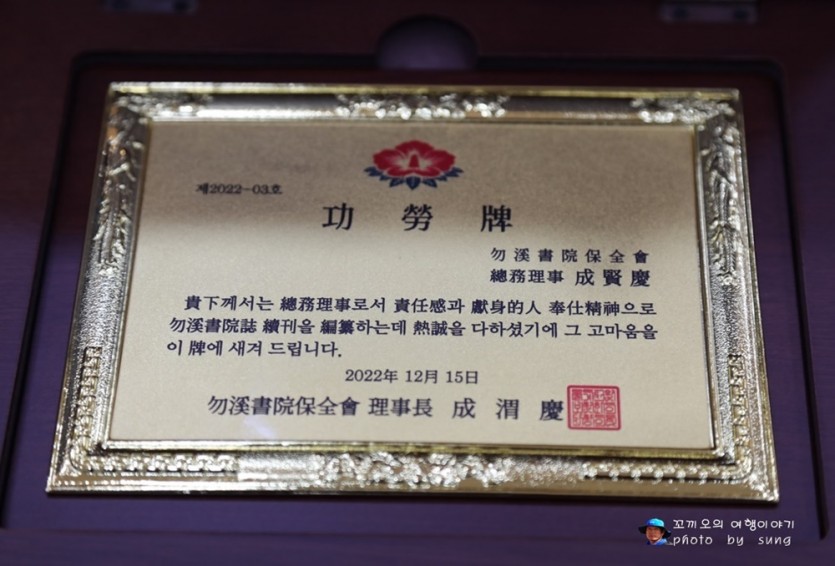 제2022-03호
功 勞 牌
勿溪書院保全會
總務理事 成賢慶
貴下께서는 總務理事로서 責任感과 獻身的人 奉仕精神으로
勿溪書院誌 續刊을 編纂하는데 熱誠을 다하셨기에 그 고마움을
이 牌에 새겨 드립니다.
2022年 12月 15日
勿溪書院保全會 理事長 成 渭 慶
꼬끼오의 여행이야기
photo by sung